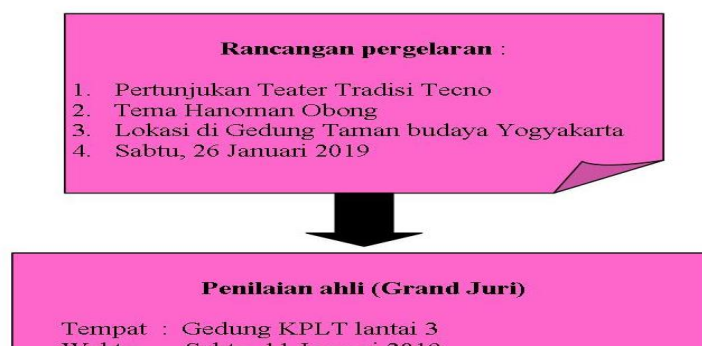 Rancangan pergelaran :
1. Pertunjukan Teater Tradisi Tecno
2. Tema Hanoman Obong
3. Lokasi di Gedung Taman budaya Yogyakarta
4. Sabtu, 26 Januari 2019
Penilaian ahli (Grand Juri)
Tempat : Gedung KPLT lantai 3